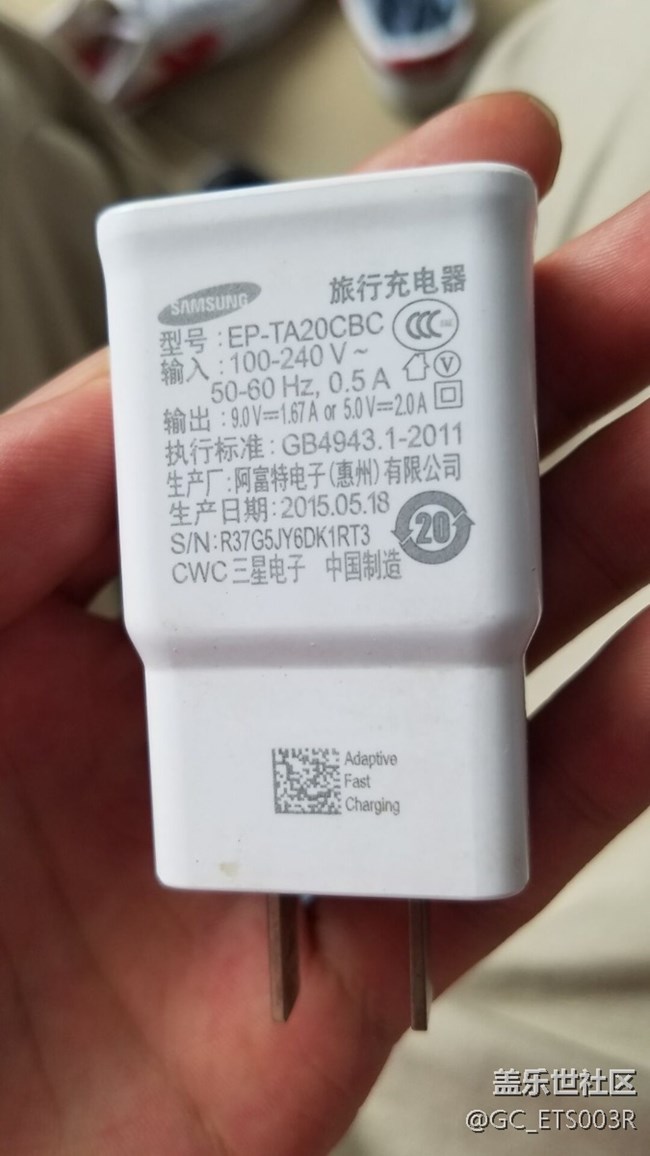 SAMSUNG
旅行充电器
型号:EP-TA20CBC
输入:100-240 V ~
50-60 Hz, 0.5 A
输出:9.0V⎓1.67A or 5.0V⎓2.0A
执行标准:GB4943.1-2011
生产厂:阿富特电子(惠州)有限公司
生产日期:2015.05.18
S/N:R37G5JY6DK1RT3
CWC 三星电子 中国制造
CCC
V
20
Adaptive
Fast
Charging
盖乐世社区
@GC_ETS003R